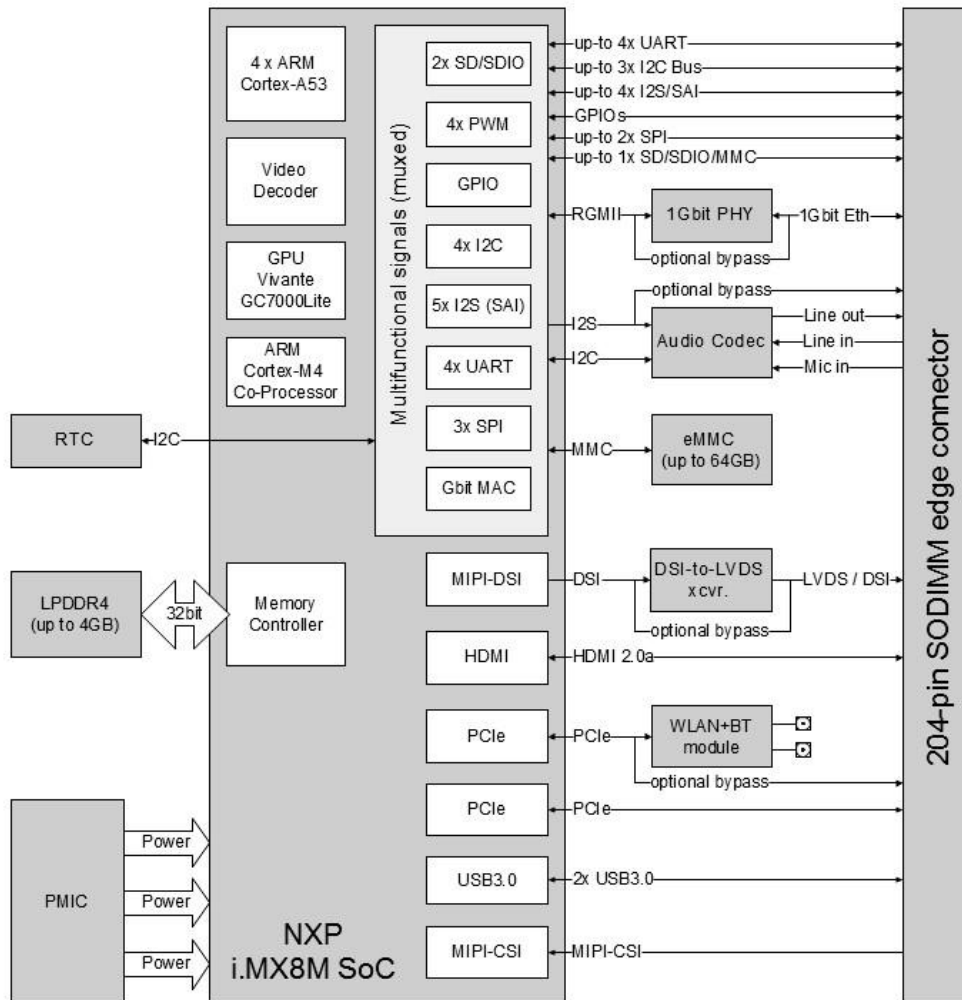 4 x ARM
Cortex-A53
Video
Decoder
GPU
Vivante
GC7000Lite
ARM
Cortex-M4
Co-Processor
Multifunctional signals (muxed)
2x SD/SDIO
4x PWM
GPIO
4x I2C
5x I2S (SAI)
4x UART
3x SPI
Gbit MAC
up-to 4x UART
up-to 3x I2C Bus
up-to 4x I2S/SAI
GPIOs
up-to 2x SPI
up-to 1x SD/SDIO/MMC
RGMII
1Gbit PHY
1Gbit Eth
optional bypass
optional bypass
I2S
I2C
Audio Codec
Line out
Line in
Mic in
RTC
I2C
MMC
eMMC
(up to 64GB)
LPDDR4
(up to 4GB)
32bit
Memory
Controller
MIPI-DSI
DSI
DSI-to-LVDS
xcvr.
LVDS / DSI
optional bypass
HDMI
HDMI 2.0a
PCIe
PCIe
WLAN+BT
module
optional bypass
PCIe
PCIe
USB3.0
2x USB3.0
MIPI-CSI
MIPI-CSI
PMIC
Power
Power
Power
NXP
i.MX8M SoC
204-pin SODIMM edge connector